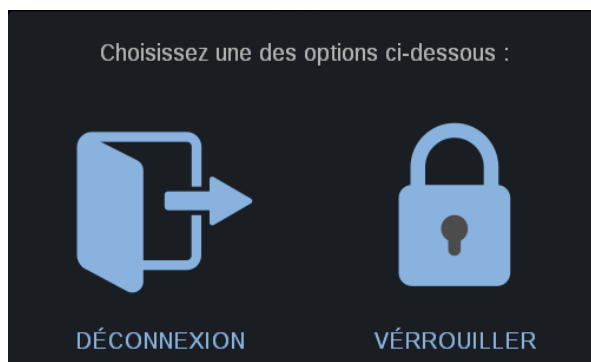 Choisissez une des options ci-dessous :
DÉCONNEXION
VÉRROUILLER